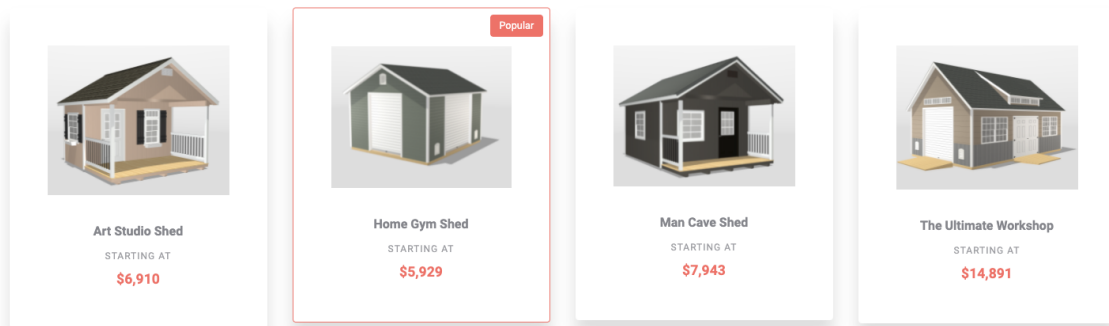 Popular
Art Studio Shed
STARTING AT
$6,910
Home Gym Shed
STARTING AT
$5,929
Man Cave Shed
STARTING AT
$7,943
The Ultimate Workshop
STARTING AT
$14,891